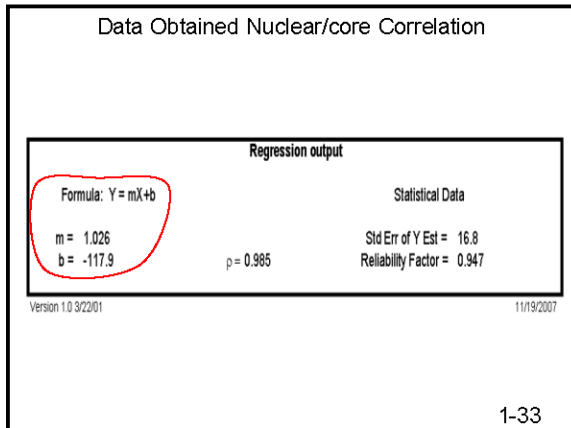 Data Obtained Nuclear/core Correlation
Regression output
Formula: Y = mX+b
Statistical Data
m = 1.026
Std Err of Y Est = 16.8
b = -117.9
ρ = 0.985
Reliability Factor = 0.947
Version 1.0 3/22/01
11/19/2007
1-33